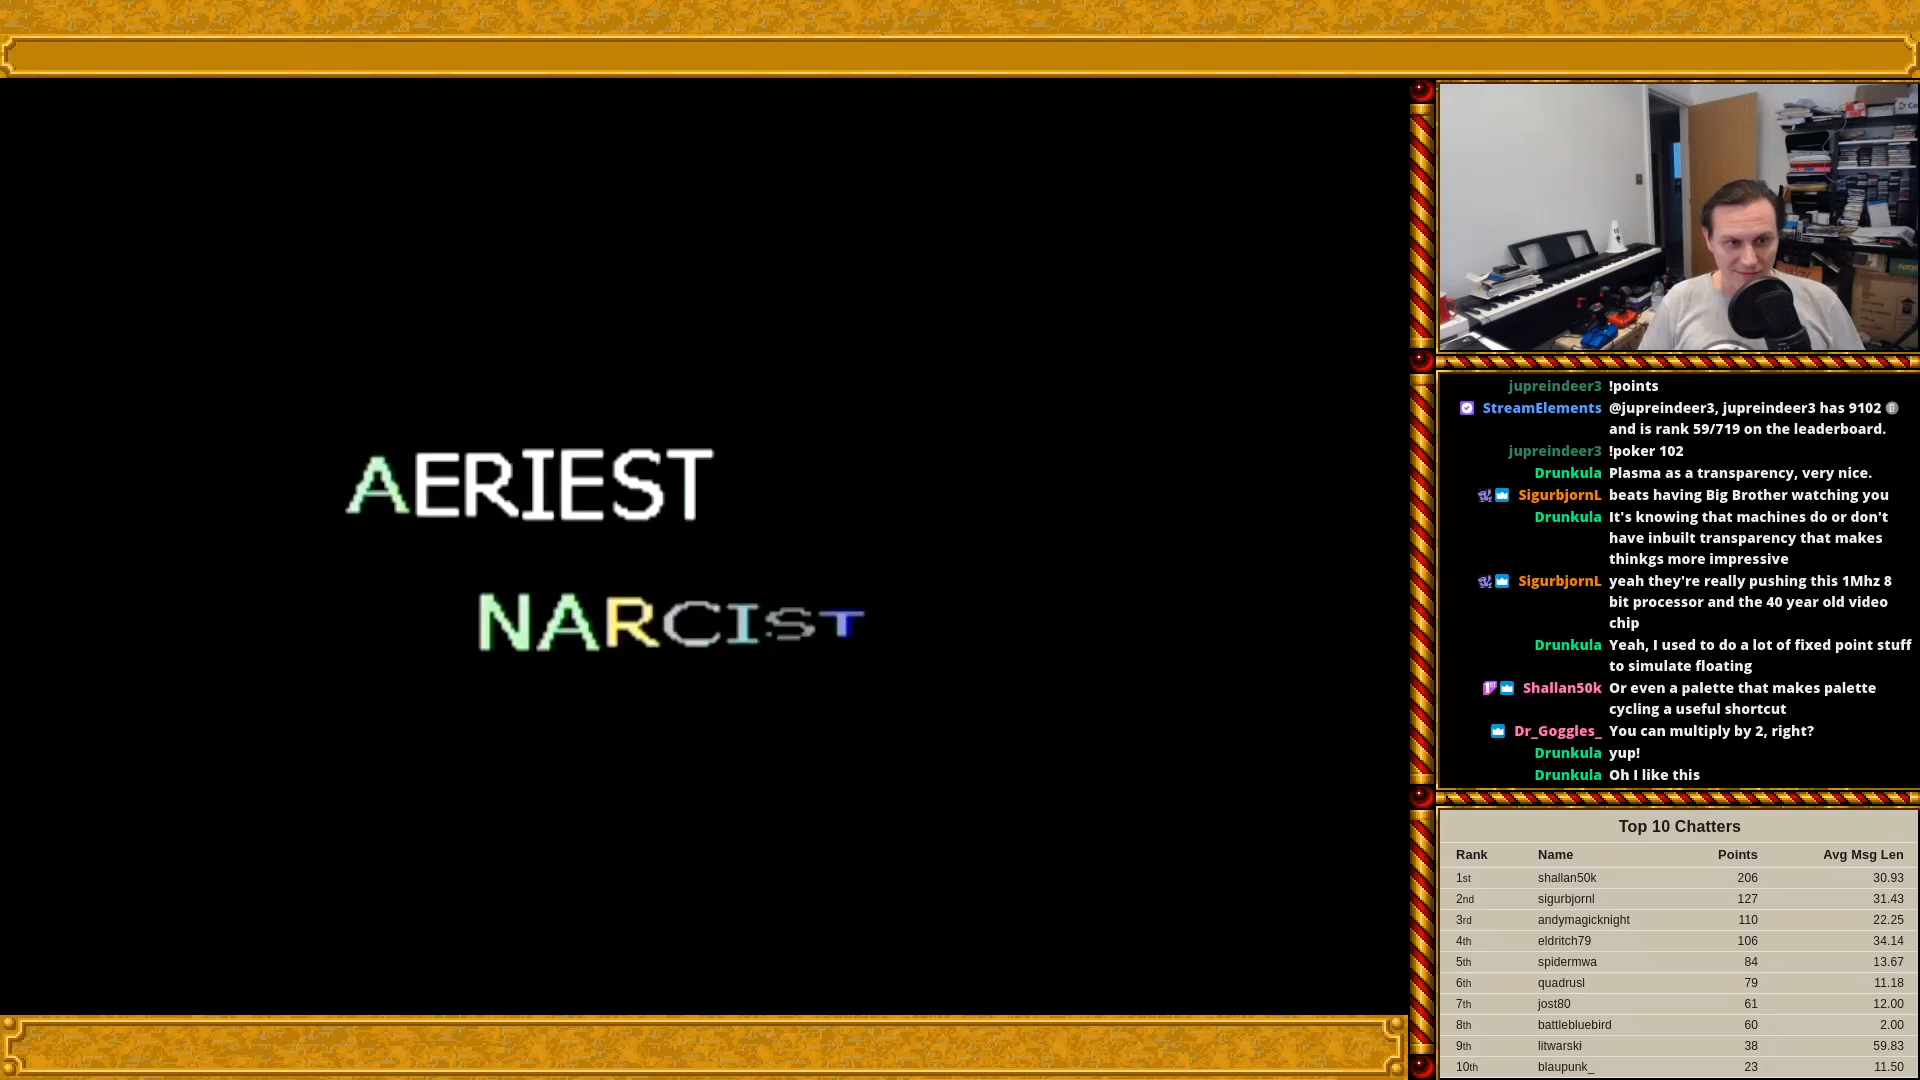 AERIEST
NARCIST
jupreindeer3 !points
StreamElements @jupreindeer3, jupreindeer3 has 9102
and is rank 59/719 on the leaderboard.
jupreindeer3 !poker 102
Drunkula Plasma as a transparency, very nice.
SigurbjornL beats having Big Brother watching you
Drunkula It's knowing that machines do or don't
have inbuilt transparency that makes
thinkgs more impressive
SigurbjornL yeah they're really pushing this 1Mhz 8
bit processor and the 40 year old video
chip
Drunkula Yeah, I used to do a lot of fixed point stuff
to simulate floating
Shallan50k Or even a palette that makes palette
cycling a useful shortcut
Dr_Goggles_ You can multiply by 2, right?
Drunkula yup!
Drunkula Oh I like this
Top 10 Chatters
Rank Name Points Avg Msg Len
1st shallan50k 206 30.93
2nd sigurbjornl 127 31.43
3rd andymagicknight 110 22.25
4th eldritch79 106 34.14
5th spidermwa 84 13.67
6th quadrusl 79 11.18
7th jost80 61 12.00
8th battlebluebird 60 2.00
9th litwarski 38 59.83
10th blaupunk_ 23 11.50